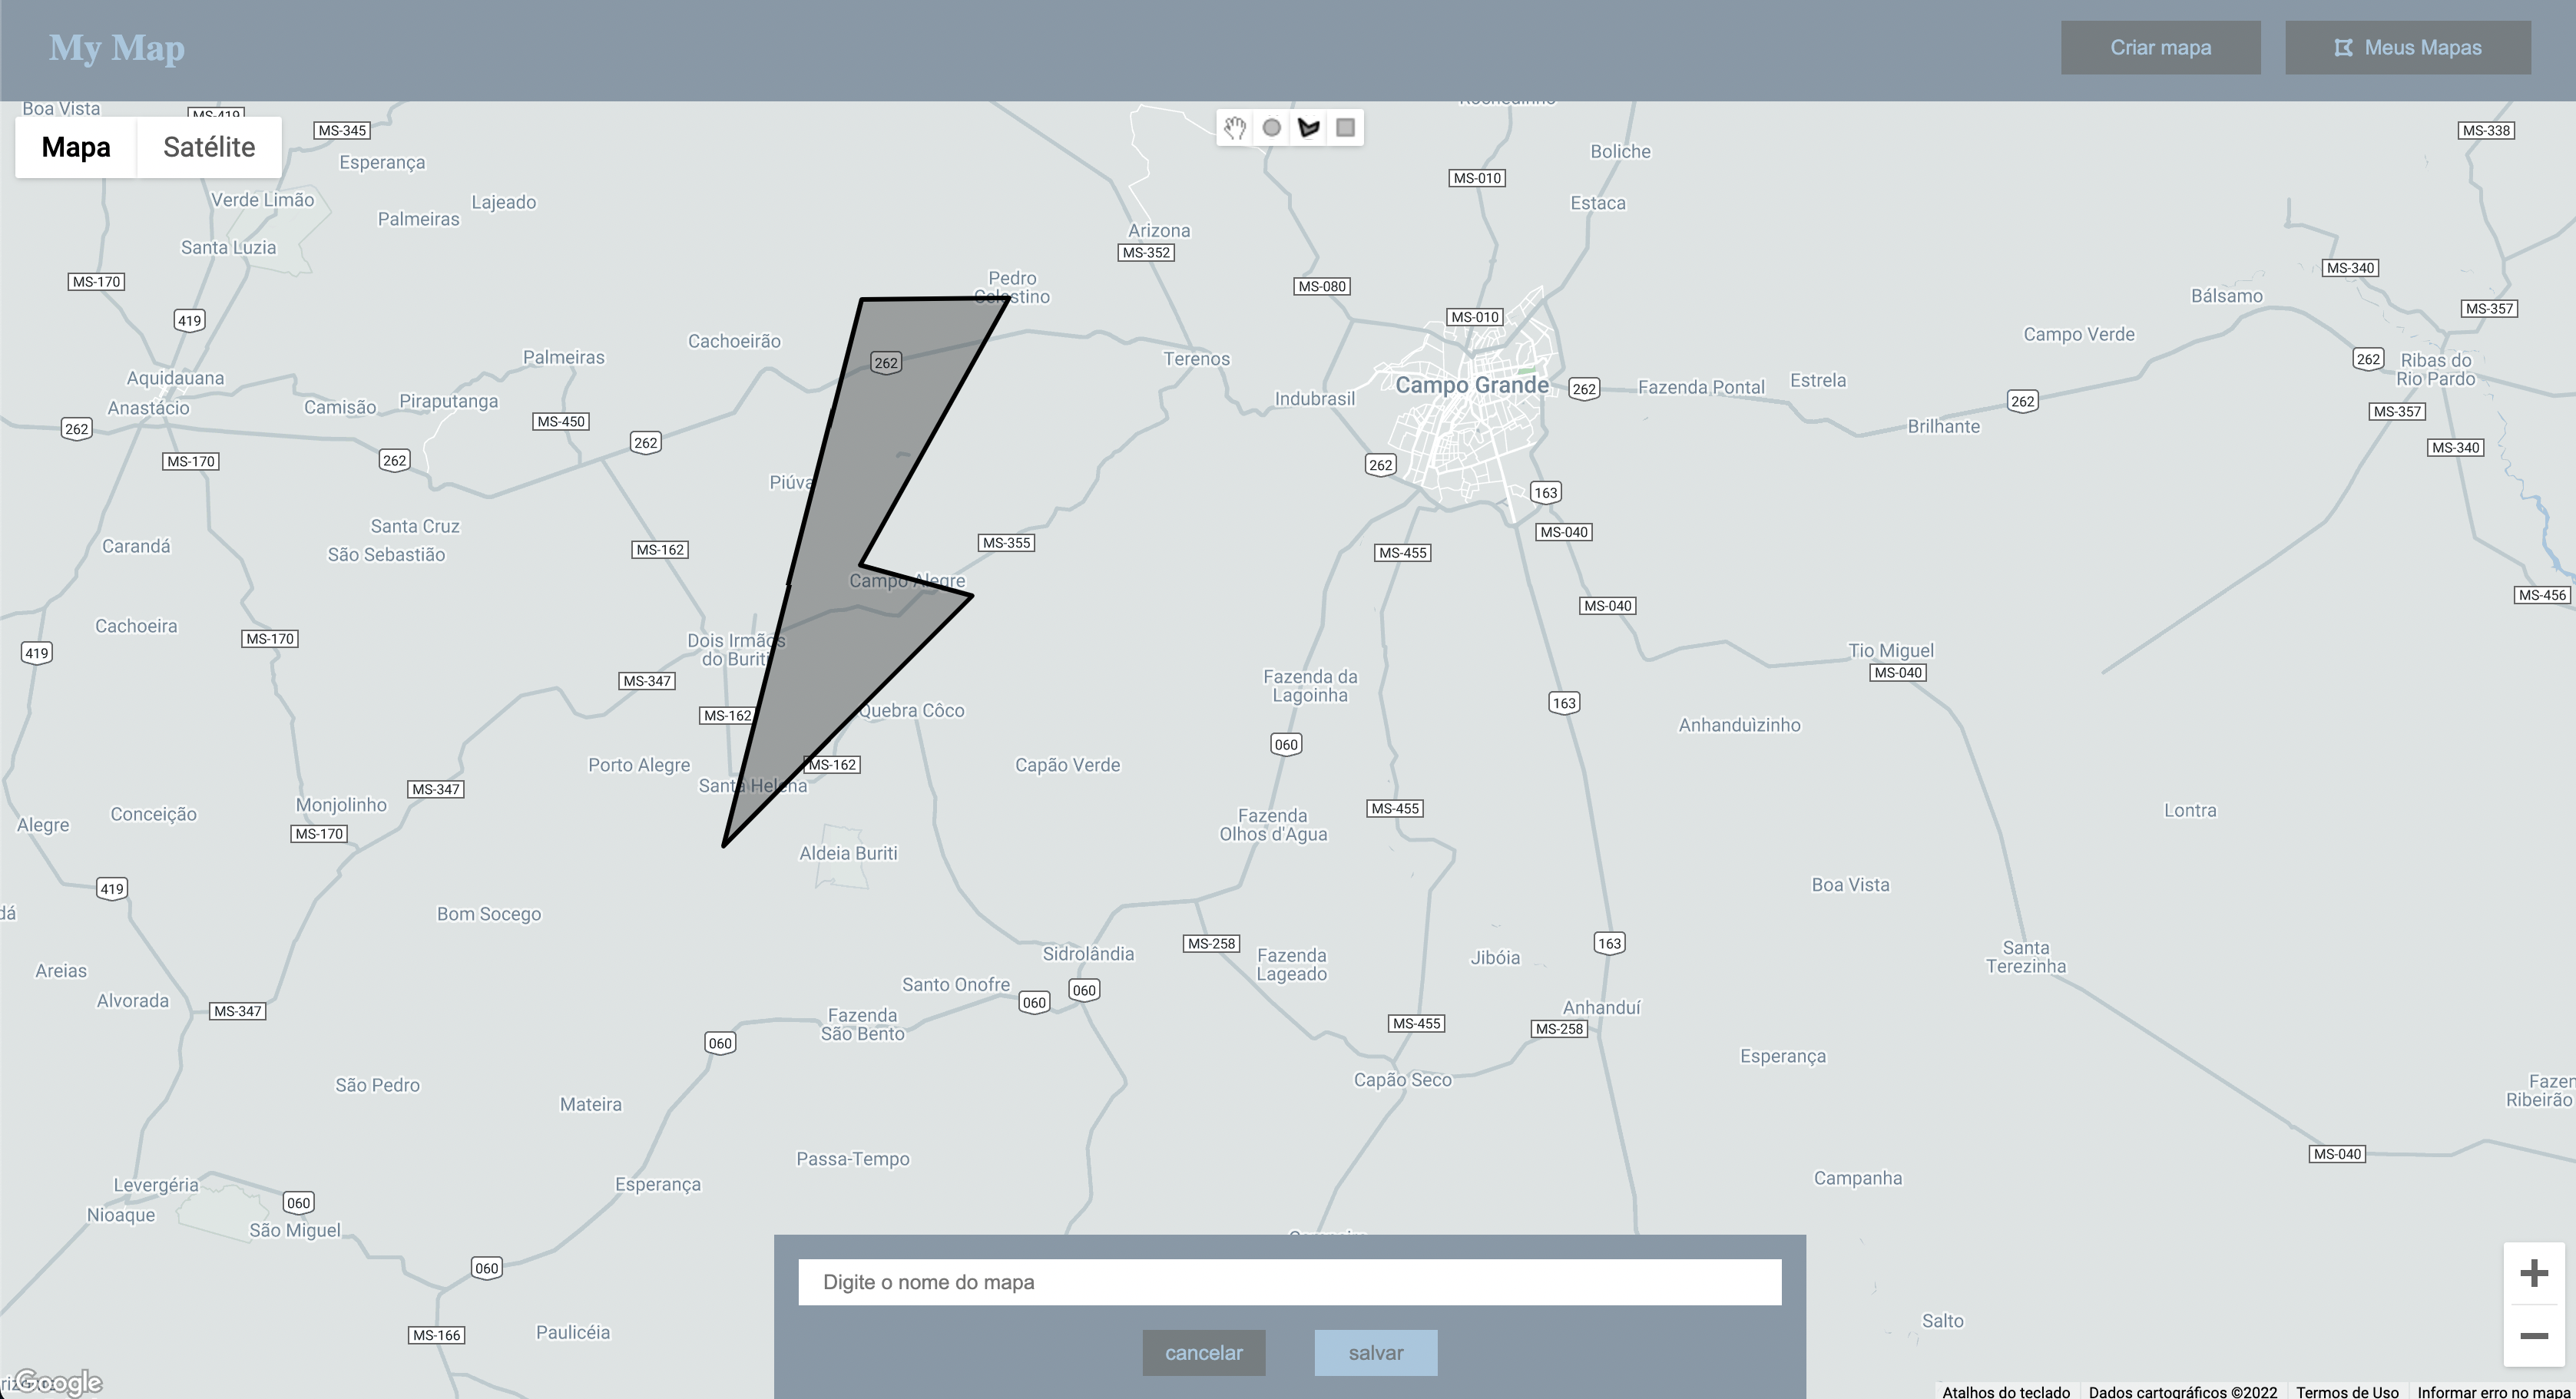 My Map
Criar mapa
Meus Mapas
Boa Vista
MS-419
MS-345
Mapa
Satélite
Esperança
Verde Limão
Palmeiras
Lajeado
Santa Luzia
MS-170
419
Arizona
MS-352
Pedro
Celestino
MS-080
MS-010
Boliche
Estaca
MS-010
MS-338
MS-340
Bálsamo
MS-357
Campo Verde
Cachoeirão
262
Palmeiras
Terenos
Aquidauana
Anastácio
Camisão
Piraputanga
MS-450
262
262
262
MS-170
Indubrasil
Campo Grande
262
Fazenda Pontal
Estrela
262
Brilhante
262
Ribas do
Rio Pardo
MS-357
MS-340
262
163
MS-040
Piúva
Santa Cruz
São Sebastião
Carandá
MS-162
MS-355
MS-455
Campo Alegre
MS-040
MS-456
Cachoeira
MS-170
419
Dois Irmãos
do Buriti
MS-347
MS-162
Quebra Côco
Fazenda da
Lagoinha
Tio Miguel
MS-040
163
Anhanduìzinho
060
Porto Alegre
MS-162
Santa Helena
Capão Verde
MS-347
Monjolinho
MS-170
Conceição
Alegre
Fazenda
Olhos d'Agua
MS-455
Lontra
Aldeia Buriti
419
Bom Socego
Boa Vista
dá
MS-258
163
Sidrolândia
Fazenda
Lageado
Jibóia
Santa
Terezinha
Areias
Alvorada
MS-347
Santo Onofre
060
060
Fazenda
São Bento
060
MS-455
Anhanduí
MS-258
Esperança
Capão Seco
São Pedro
Mateira
Fazen
Ribeirão
Passa-Tempo
MS-040
Levergéria
Esperança
Campanha
Nioaque
060
São Miguel
060
Digite o nome do mapa
MS-166
Paulicéia
cancelar
salvar
Salto
Google
Atalhos do teclado
Dados cartográficos ©2022
Termos de Uso
Informar erro no mapa